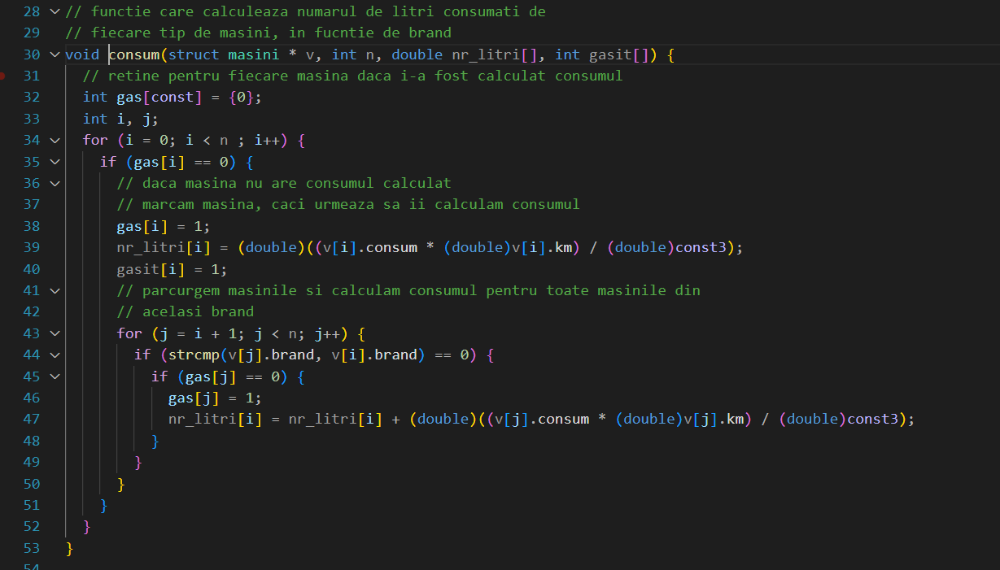 28 // functie care calculeaza numarul de litri consumati de
29 // fiecare tip de masini, in fucntie de brand
30 void consum(struct masini * v, int n, double nr_litri[], int gasit[]) {
31   // retine pentru fiecare masina daca i-a fost calculat consumul
32   int gas[const] = {0};
33   int i, j;
34   for (i = 0; i < n ; i++) {
35     if (gas[i] == 0) {
36       // daca masina nu are consumul calculat
37       // marcam masina, caci urmeaza sa ii calculam consumul
38       gas[i] = 1;
39       nr_litri[i] = (double)((v[i].consum * (double)v[i].km) / (double)const3);
40       gasit[i] = 1;
41       // parcurgem masinile si calculam consumul pentru toate masinile din
42       // acelasi brand
43       for (j = i + 1; j < n; j++) {
44         if (strcmp(v[j].brand, v[i].brand) == 0) {
45           if (gas[j] == 0) {
46             gas[j] = 1;
47             nr_litri[i] = nr_litri[i] + (double)((v[j].consum * (double)v[j].km) / (double)const3);
48           }
49         }
50       }
51     }
52   }
53 }
54